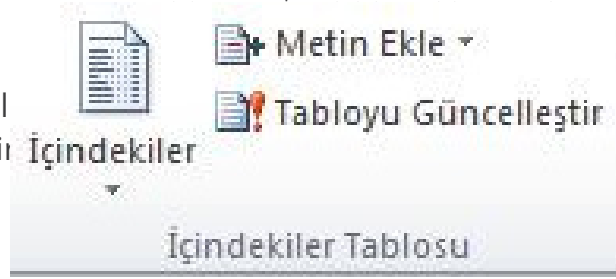 Metin Ekle
Tabloyu Güncelleştir
İçindekiler
İçindekiler Tablosu